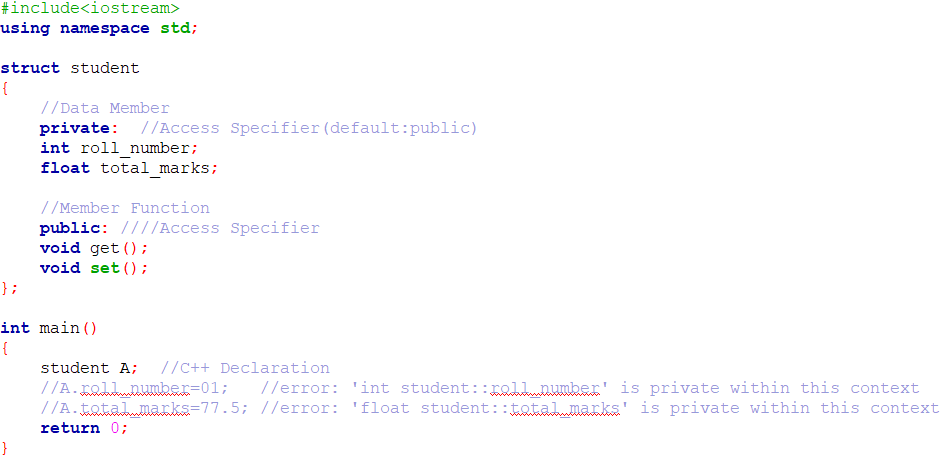 #include<iostream>
using namespace std;
struct student
{
//Data Member
private:  //Access Specifier(default:public)
int roll_number;
float total_marks;
//Member Function
public: ////Access Specifier
void get();
void set();
};
int main()
{
student A;  //C++ Declaration
//A.roll_number=01;   //error: 'int student::roll_number' is private within this context
//A.total_marks=77.5; //error: 'float student::total_marks' is private within this context
return 0;
}